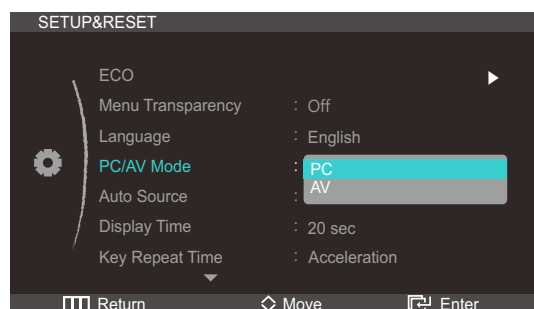 SETUP&RESET
ECO
Menu Transparency : Off
Language : English
PC/AV Mode : PC
AV
Auto Source :
Display Time : 20 sec
Key Repeat Time : Acceleration
Return Move Enter